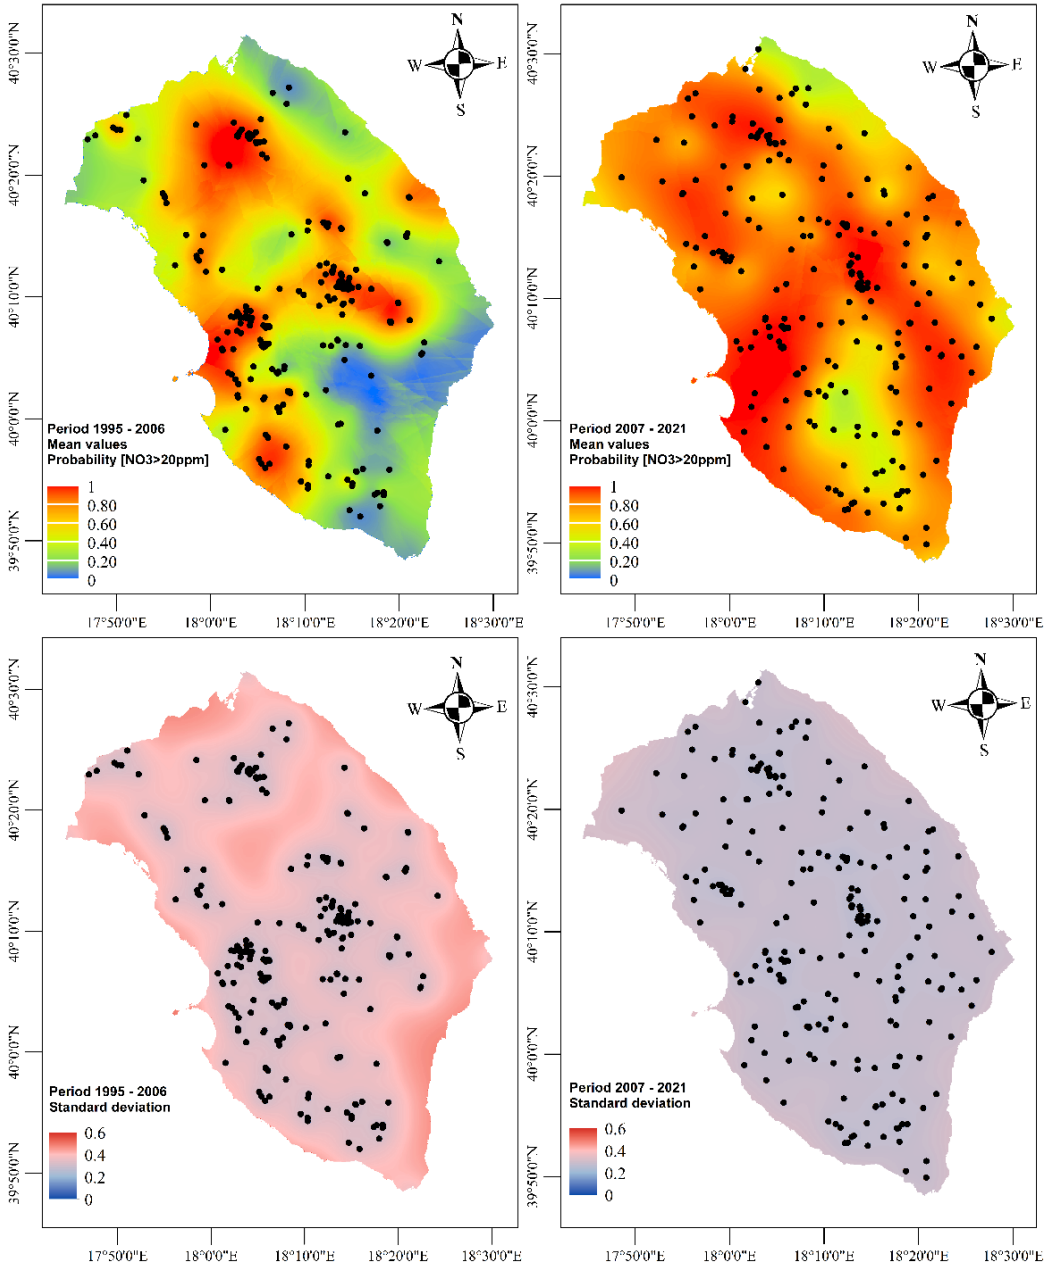 N
W E
S
40°30'0"N
40°20'0"N
40°10'0"N
40°0'0"N
39°50'0"N
Period 1995 - 2006
Mean values
Probability [NO3>20ppm]
1
0.80
0.60
0.40
0.20
0
17°50'0"E 18°0'0"E 18°10'0"E 18°20'0"E 18°30'0"E
N
W E
S
40°30'0"N
40°20'0"N
40°10'0"N
40°0'0"N
39°50'0"N
Period 2007 - 2021
Mean values
Probability [NO3>20ppm]
1
0.80
0.60
0.40
0.20
0
17°50'0"E 18°0'0"E 18°10'0"E 18°20'0"E 18°30'0"E
N
W E
S
40°30'0"N
40°20'0"N
40°10'0"N
40°0'0"N
39°50'0"N
Period 1995 - 2006
Standard deviation
0.6
0.4
0.2
0
17°50'0"E 18°0'0"E 18°10'0"E 18°20'0"E 18°30'0"E
N
W E
S
40°30'0"N
40°20'0"N
40°10'0"N
40°0'0"N
39°50'0"N
Period 2007 - 2021
Standard deviation
0.6
0.4
0.2
0
17°50'0"E 18°0'0"E 18°10'0"E 18°20'0"E 18°30'0"E